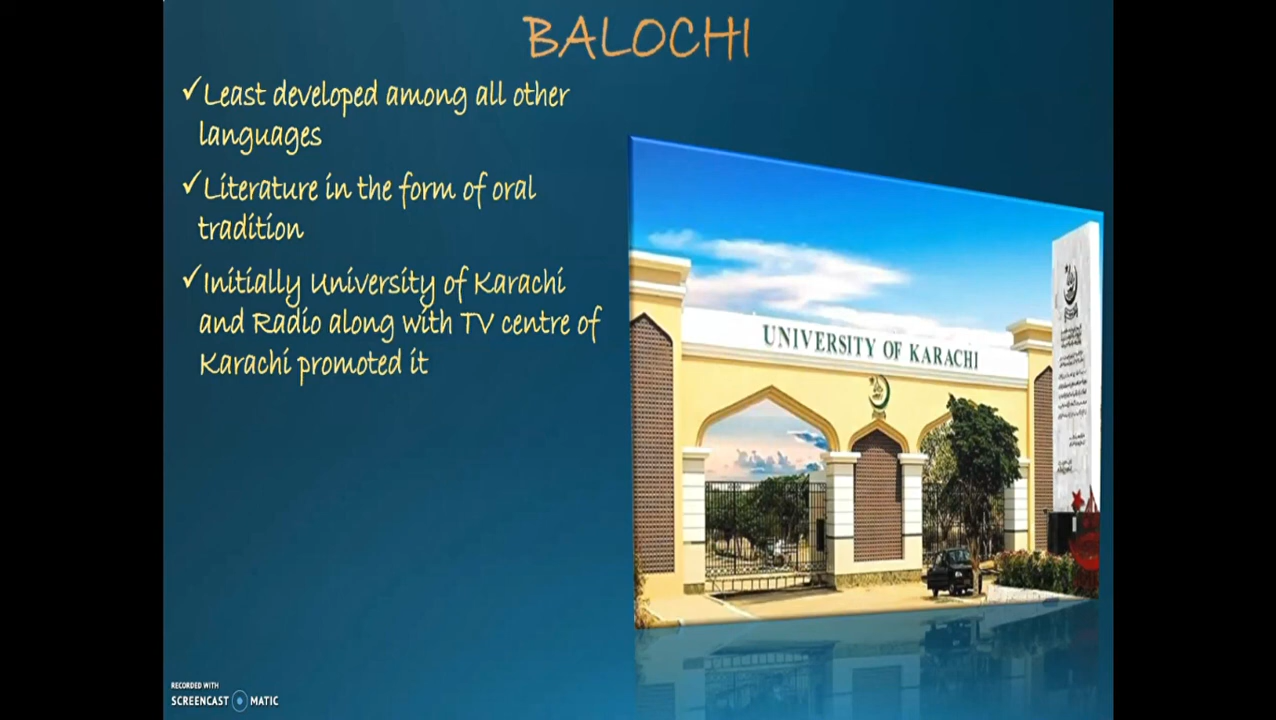 BALOCHI
✓Least developed among all other
languages
✓Literature in the form of oral
tradition
✓Initially University of Karachi
and Radio along with TV centre of
Karachi promoted it
UNIVERSITY OF KARACHI
RECORDED WITH
SCREENCAST MATIC